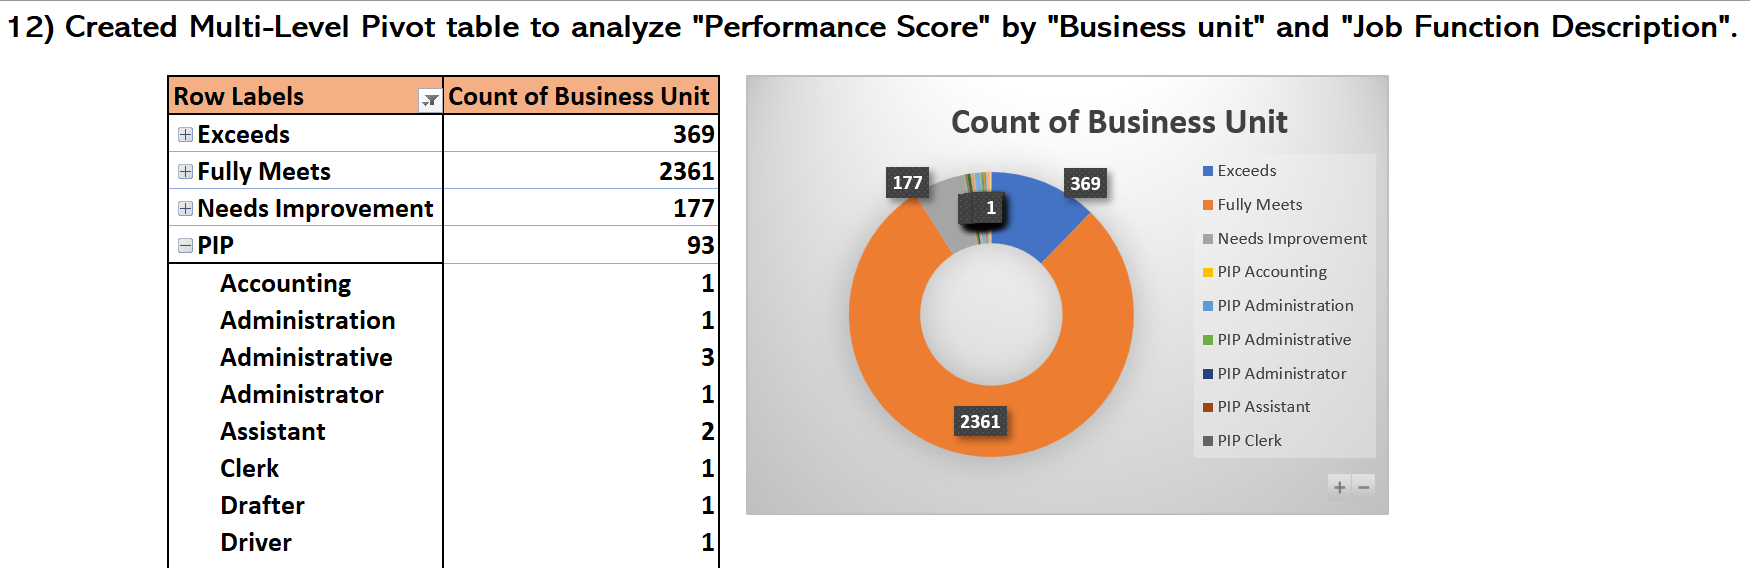 12) Created Multi-Level Pivot table to analyze "Performance Score" by "Business unit" and "Job Function Description".
Row Labels Count of Business Unit
Exceeds 369
Fully Meets 2361
Needs Improvement 177
PIP 93
Accounting 1
Administration 1
Administrative 3
Administrator 1
Assistant 2
Clerk 1
Drafter 1
Driver 1
Count of Business Unit
177
1
369
2361
Exceeds
Fully Meets
Needs Improvement
PIP Accounting
PIP Administration
PIP Administrative
PIP Administrator
PIP Assistant
PIP Clerk
+ −